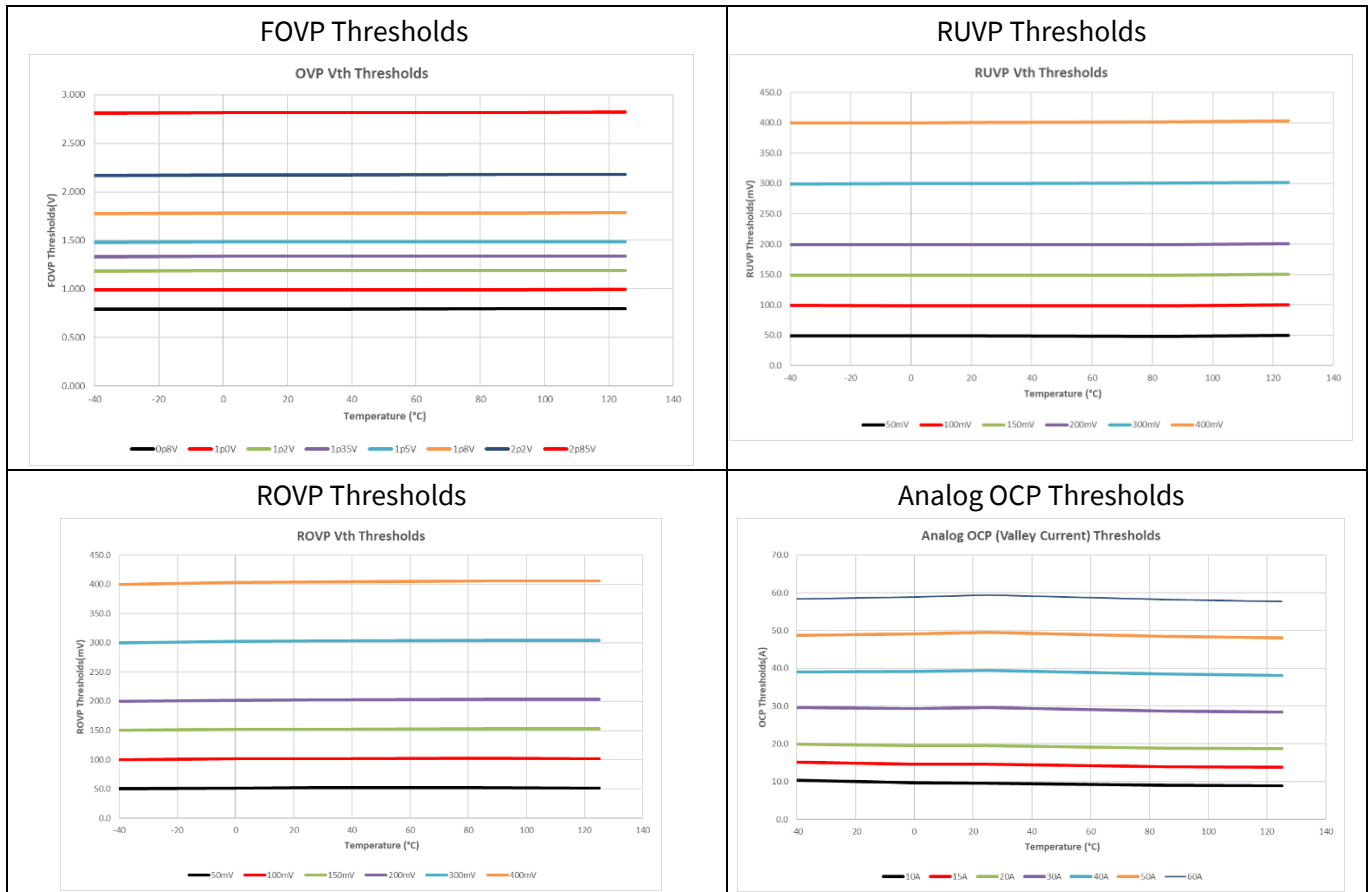 FOVP Thresholds
OVP Vth Thresholds
FOVP Thresholds(V)
3.000
2.500
2.000
1.500
1.000
0.500
0.000
-40 -20 0 20 40 60 80 100 120 140
Temperature (°C)
0p8V 1p0V 1p2V 1p35V 1p5V 1p8V 2p2V 2p85V
RUVP Thresholds
RUVP Vth Thresholds
RUVP Thresholds(mV)
450.0
400.0
350.0
300.0
250.0
200.0
150.0
100.0
50.0
0.0
-40 -20 0 20 40 60 80 100 120 140
Temperature (°C)
50mV 100mV 150mV 200mV 300mV 400mV
ROVP Thresholds
ROVP Vth Thresholds
ROVP Thresholds(mV)
450.0
400.0
350.0
300.0
250.0
200.0
150.0
100.0
50.0
0.0
-40 -20 0 20 40 60 80 100 120 140
Temperature (°C)
50mV 100mV 150mV 200mV 300mV 400mV
Analog OCP Thresholds
Analog OCP (Valley Current) Thresholds
OCP Thresholds(A)
70.0
60.0
50.0
40.0
30.0
20.0
10.0
0.0
-40 -20 0 20 40 60 80 100 120 140
Temperature (°C)
10A 15A 20A 30A 40A 50A 60A